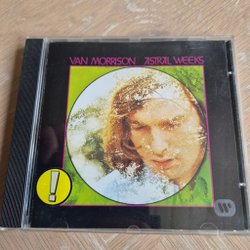 VAN MORRISON ASTRAL WEEKS
!